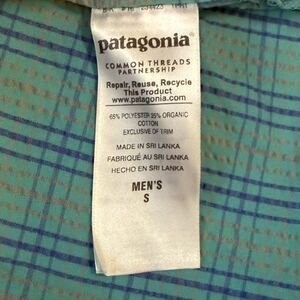 patagonia®
COMMON THREADS
PARTNERSHIP
Repair, Reuse, Recycle
This Product
www.patagonia.com
65% POLYESTER 35% ORGANIC
COTTON
EXCLUSIVE OF TRIM
MADE IN SRI LANKA
FABRIQUÉ AU SRI LANKA
HECHO EN SRI LANKA
MEN'S
S